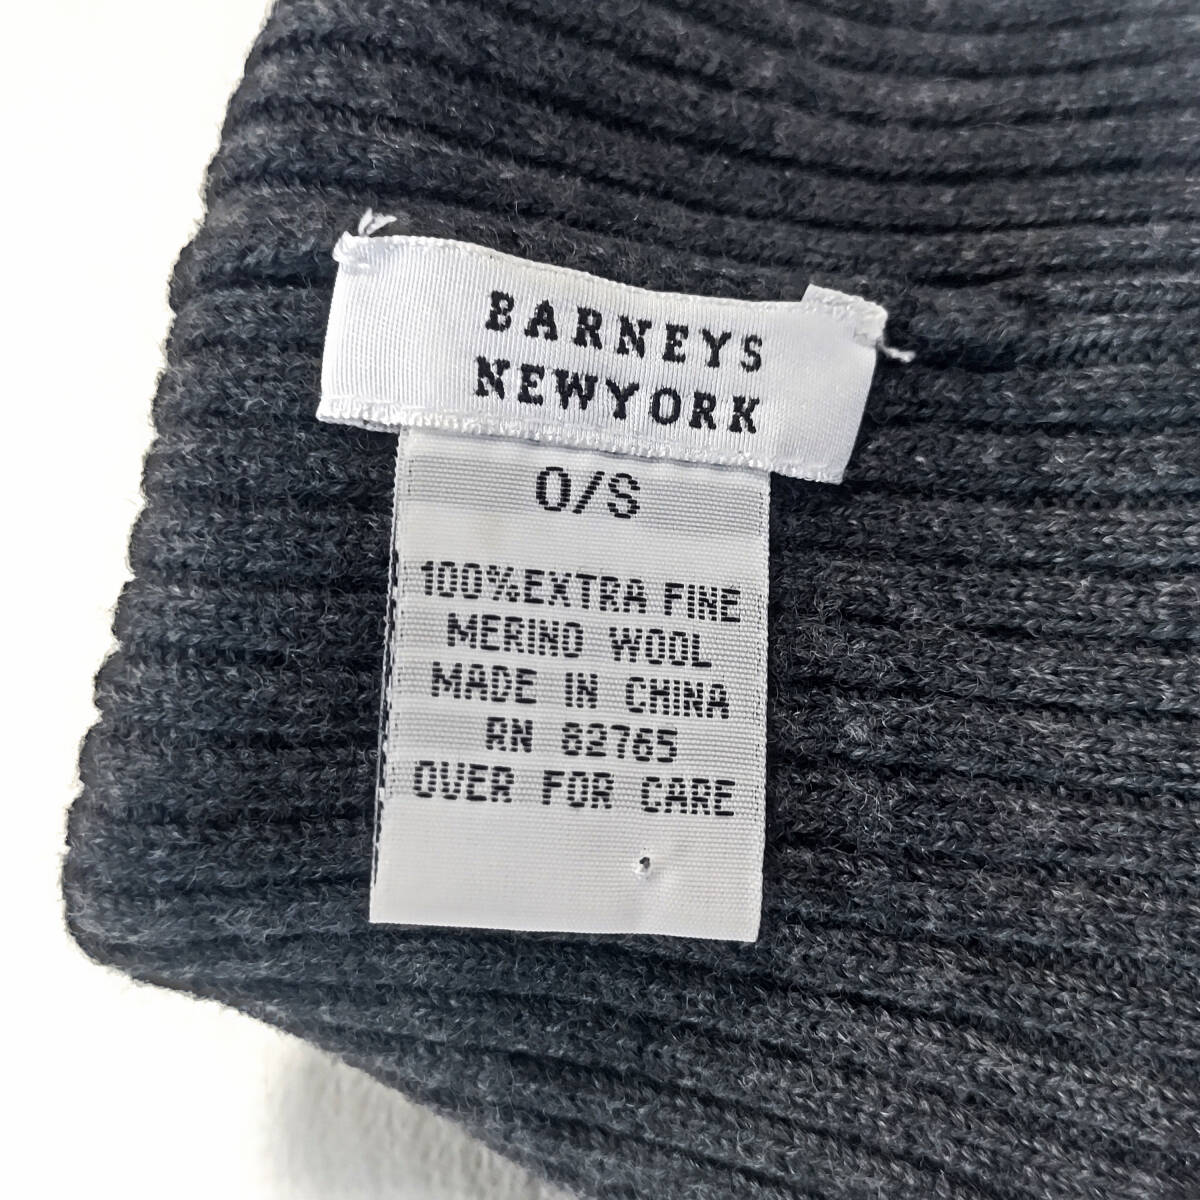 BARNEYS
NEWYORK
O/S
100%EXTRA FINE
MERINO WOOL
MADE IN CHINA
RN 82765
OVER FOR CARE